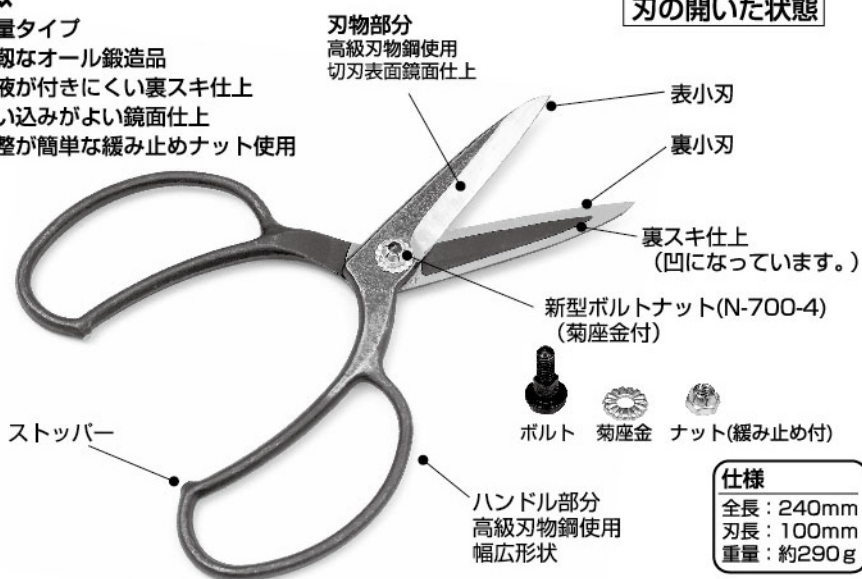 量タイプ
なオール鍛造品
液が付きにくい裏スキ仕上
い込みがよい鏡面仕上
整が簡単な緩み止めナット使用
刃の開いた状態
刃物部分
高級刃物鋼使用
切刃表面鏡面仕上
表小刃
裏小刃
裏スキ仕上
(凹になっています。)
新型ボルトナット(N-700-4)
(菊座金付)
ボルト 菊座金 ナット(緩み止め付)
ストッパー
ハンドル部分
高級刃物鋼使用
幅広形状
仕様
全長:240mm
刃長:100mm
重量:約290g